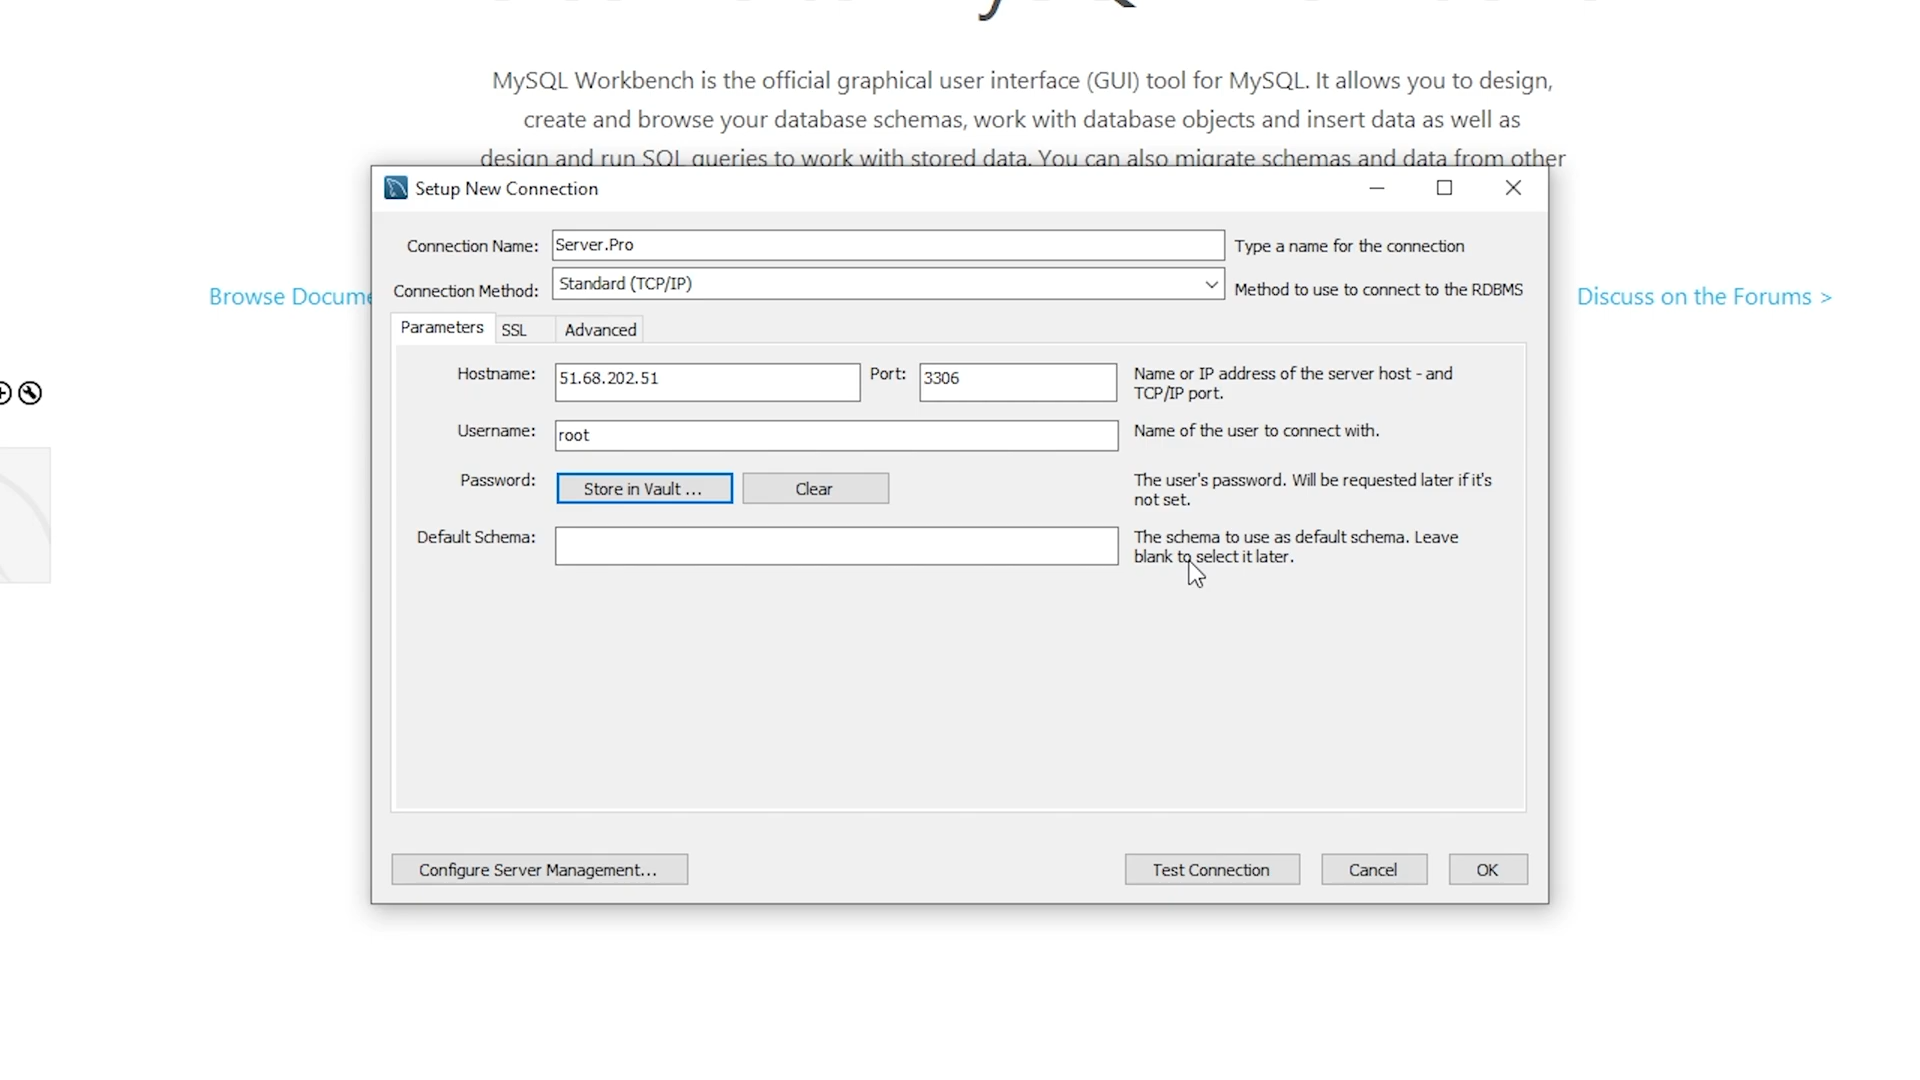 MySQL Workbench is the official graphical user interface (GUI) tool for MySQL. It allows you to design,
create and browse your database schemas, work with database objects and insert data as well as
design and run SQL queries to work with stored data. You can also migrate schemas and data from other
Setup New Connection
Connection Name: Server.Pro Type a name for the connection
Connection Method: Standard (TCP/IP) Method to use to connect to the RDBMS
Browse Docume
Discuss on the Forums >
Parameters SSL Advanced
Hostname: 51.68.202.51 Port: 3306 Name or IP address of the server host - and
TCP/IP port.
Username: root Name of the user to connect with.
Password: Store in Vault ... Clear The user's password. Will be requested later if it's
not set.
Default Schema: The schema to use as default schema. Leave
blank to select it later.
Configure Server Management... Test Connection Cancel OK